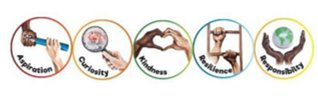 Aspiration
Curiosity
Kindness
Resilience
Responsibility